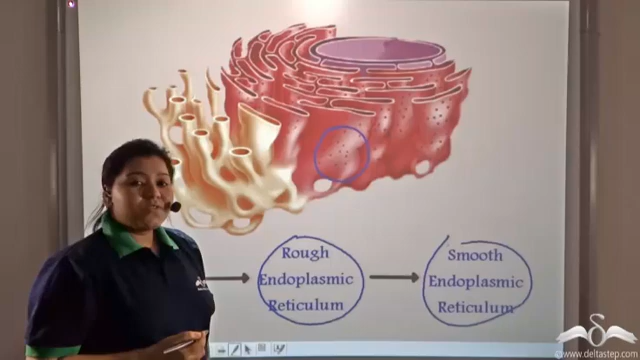 Rough
Endoplasmic
Reticulum
Smooth
Endoplasmic
Reticulum
©www.deltastep.com